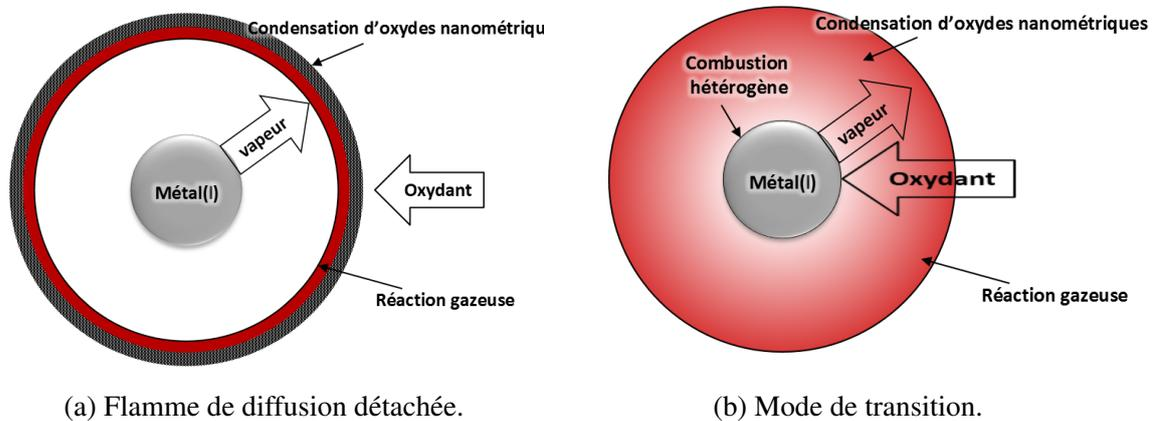 Condensation d'oxydes nanométriqu
vapeur
Métal(l)
Oxydant
Réaction gazeuse
(a) Flamme de diffusion détachée.
Condensation d'oxydes nanométriques
Combustion
hétérogène
vapeur
Métal(l)
Oxydant
Réaction gazeuse
(b) Mode de transition.